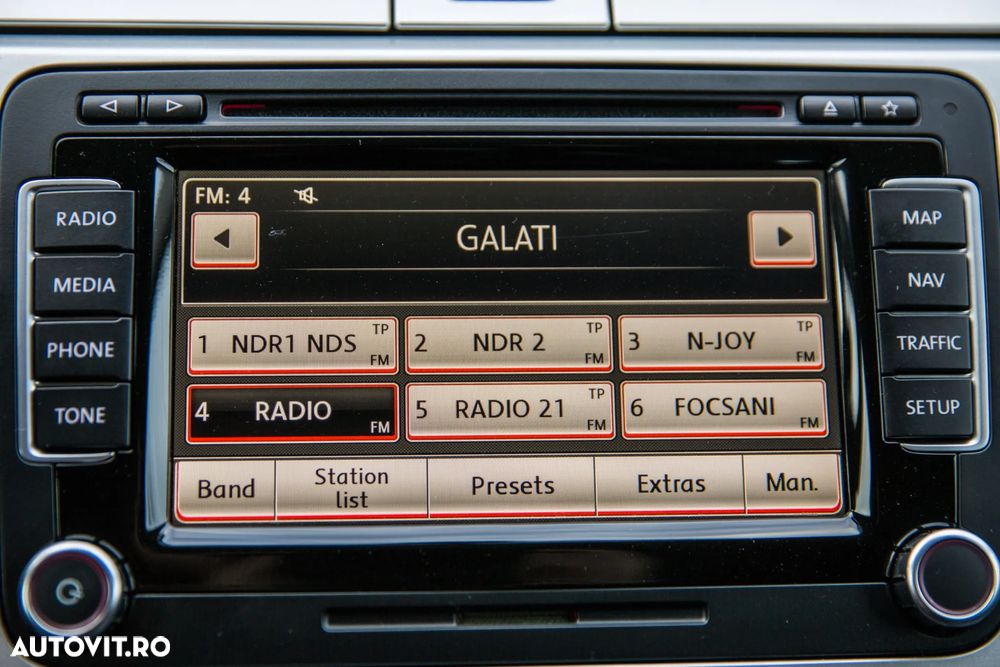 FM: 4
GALATI
RADIO
MEDIA
PHONE
TONE
MAP
NAV
TRAFFIC
SETUP
1 NDR1 NDS TP FM
2 NDR 2 TP FM
3 N-JOY TP FM
4 RADIO FM
5 RADIO 21 TP FM
6 FOCSANI FM
Band
Station
list
Presets
Extras
Man.
AUTOVIT.RO